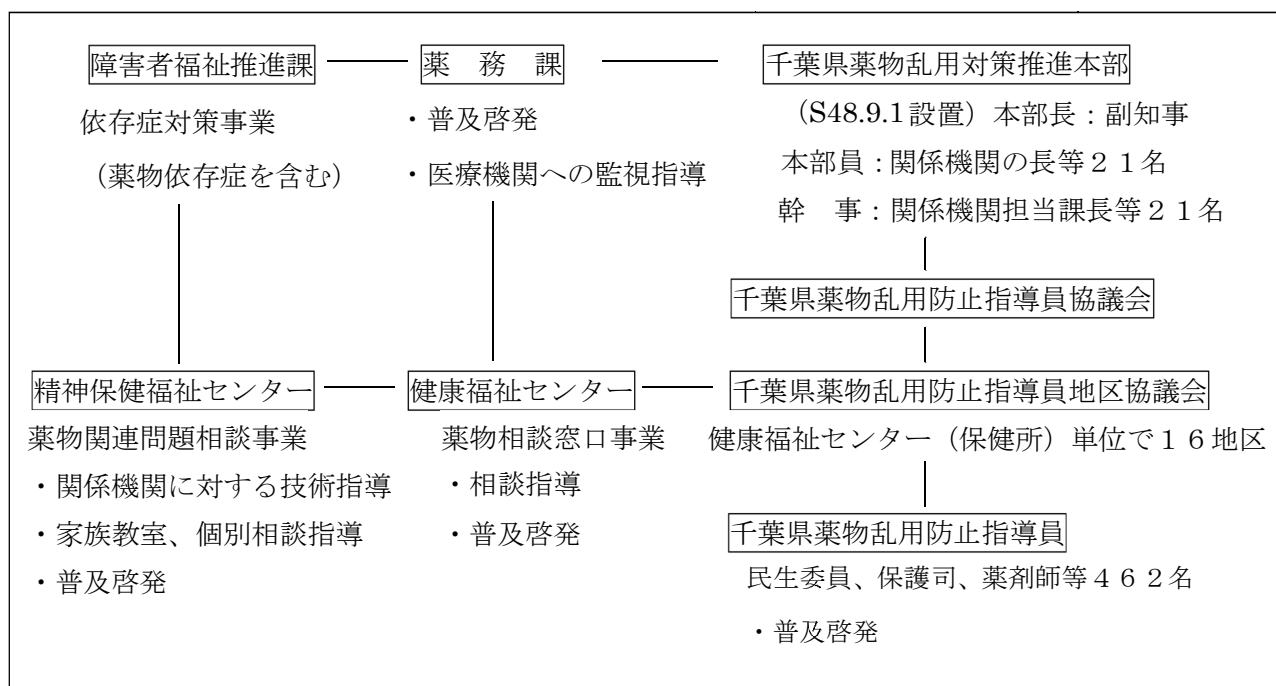 障害者福祉推進課
依存症対策事業
（薬物依存症を含む）
薬　務　課
・普及啓発
・医療機関への監視指導
千葉県薬物乱用対策推進本部
（S48.9.1設置）本部長：副知事
本部員：関係機関の長等２１名
幹　事：関係機関担当課長等２１名
千葉県薬物乱用防止指導員協議会
精神保健福祉センター
薬物関連問題相談事業
・関係機関に対する技術指導
・家族教室、個別相談指導
・普及啓発
健康福祉センター
薬物相談窓口事業
・相談指導
・普及啓発
千葉県薬物乱用防止指導員地区協議会
健康福祉センター（保健所）単位で１６地区
千葉県薬物乱用防止指導員
民生委員、保護司、薬剤師等４６２名
・普及啓発